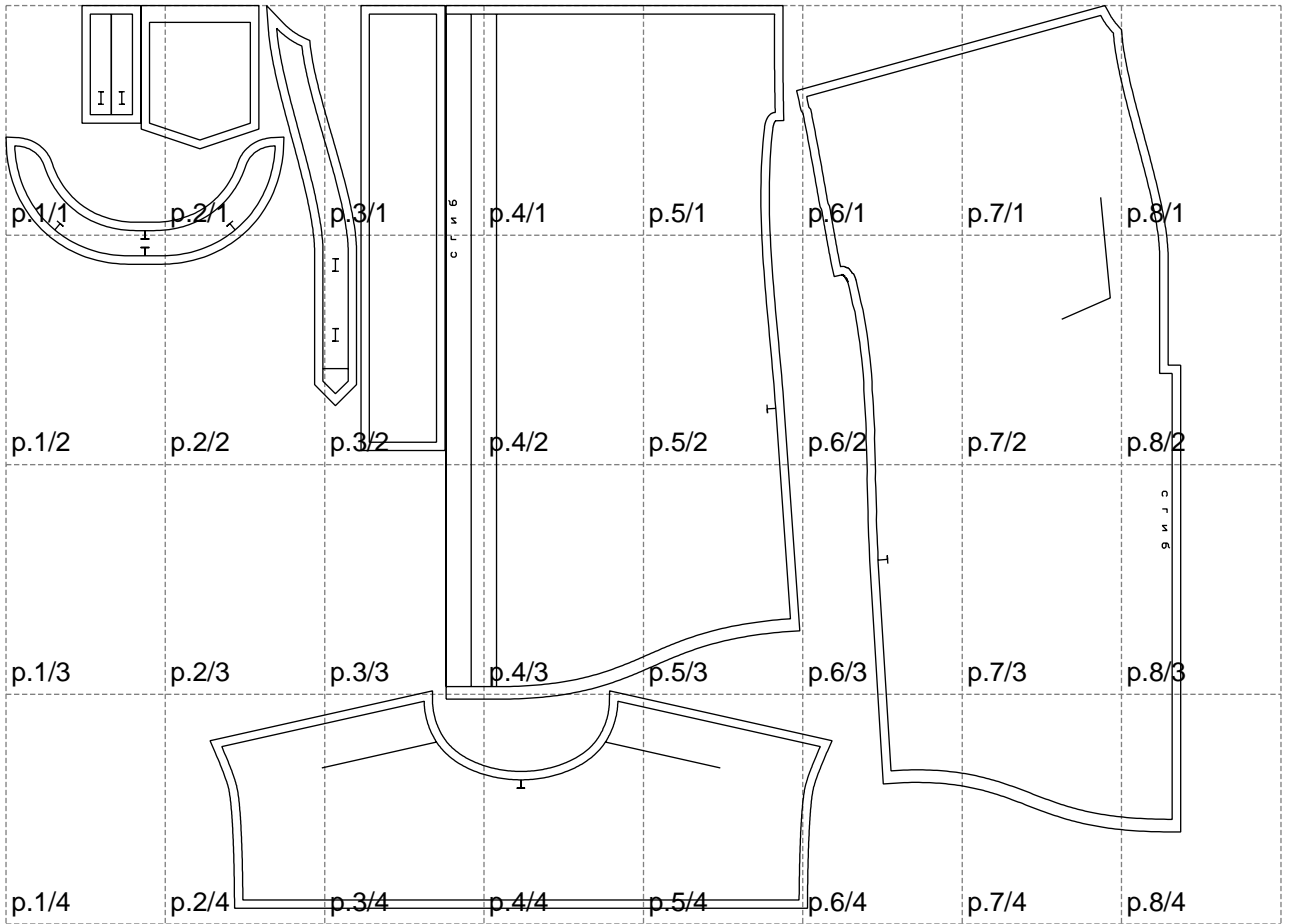 p.1/1 p.2/1 p.3/1 p.4/1 p.5/1 p.6/1 p.7/1 p.8/1
с г и б
p.1/2 p.2/2 p.3/2 p.4/2 p.5/2 p.6/2 p.7/2 p.8/2
с г и б
p.1/3 p.2/3 p.3/3 p.4/3 p.5/3 p.6/3 p.7/3 p.8/3
p.1/4 p.2/4 p.3/4 p.4/4 p.5/4 p.6/4 p.7/4 p.8/4